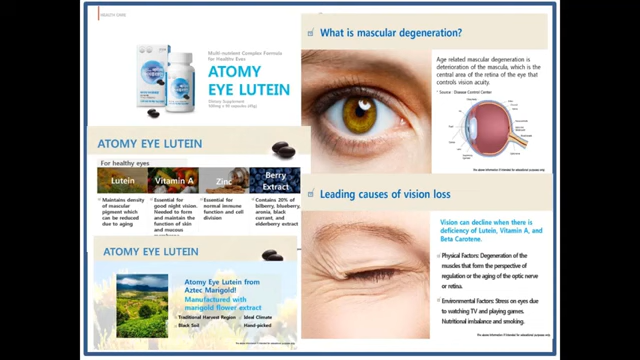 HEALTH CARE
Multi-nutrient Complex Formula
for Healthy Eyes
ATOMY
EYE LUTEIN
Dietary Supplement
ATOMY EYE LUTEIN
For healthy eyes
Lutein
Vitamin A
Zinc
Berry
Extract
Maintains density
of mascular
pigment which
can be reduced
due to aging
Essential for
good night vision.
Needed to form
and maintain the
function of skin
and mucous
Essential for
normal immune
function and cell
division
Contains 20% of
bilberry, blueberry,
aronia, black
currant, and
elderberry extract
ATOMY EYE LUTEIN
Atomy Eye Lutein from
Aztec Marigold!
Manufactured with
marigold flower extract
Traditional Harvest Region
Ideal Climate
Black Soil
Hand-picked
What is mascular degeneration?
Age related mascular degeneration is
deterioration of the mascula, which is the
central area of the retina of the eye that
controls vision acuity.
* Source : Disease Control Center
Leading causes of vision loss
Vision can decline when there is
deficiency of Lutein, Vitamin A, and
Beta Carotene.
Physical Factors: Degeneration of the
muscles that form the perspective of
regulation or the aging of the optic nerve
or retina.
Environmental Factors: Stress on eyes due
to watching TV and playing games.
Nutritional imbalance and smoking.